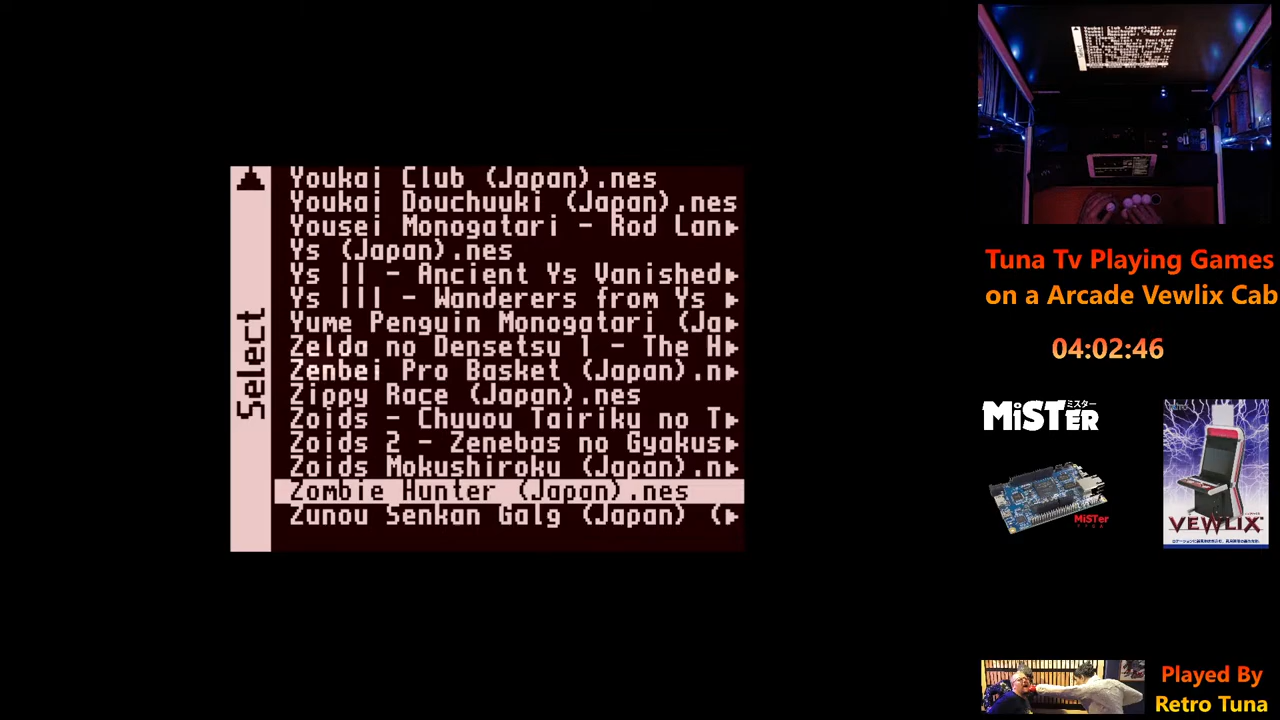 Select
Youkai Club (Japan).nes
Youkai Douchuuki (Japan).nes
Yousei Monogatari - Rod Lan
Ys (Japan).nes
Ys II - Ancient Ys Vanished
Ys III - Wanderers from Ys
Yume Penguin Monogatari (Ja
Zelda no Densetsu 1 - The H
Zenbei Pro Basket (Japan).n
Zippy Race (Japan).nes
Zoids - Chuuou Tairiku no T
Zoids 2 - Zenebas no Gyakus
Zoids Mokushiroku (Japan).n
Zombie Hunter (Japan).nes
Zunou Senkan Galg (Japan) (
Tuna Tv Playing Games
on a Arcade Vewlix Cab
04:02:46
MiSTer
ミスター
MiSTer
FPGA
TAITO
VEWLIX
Played By
Retro Tuna